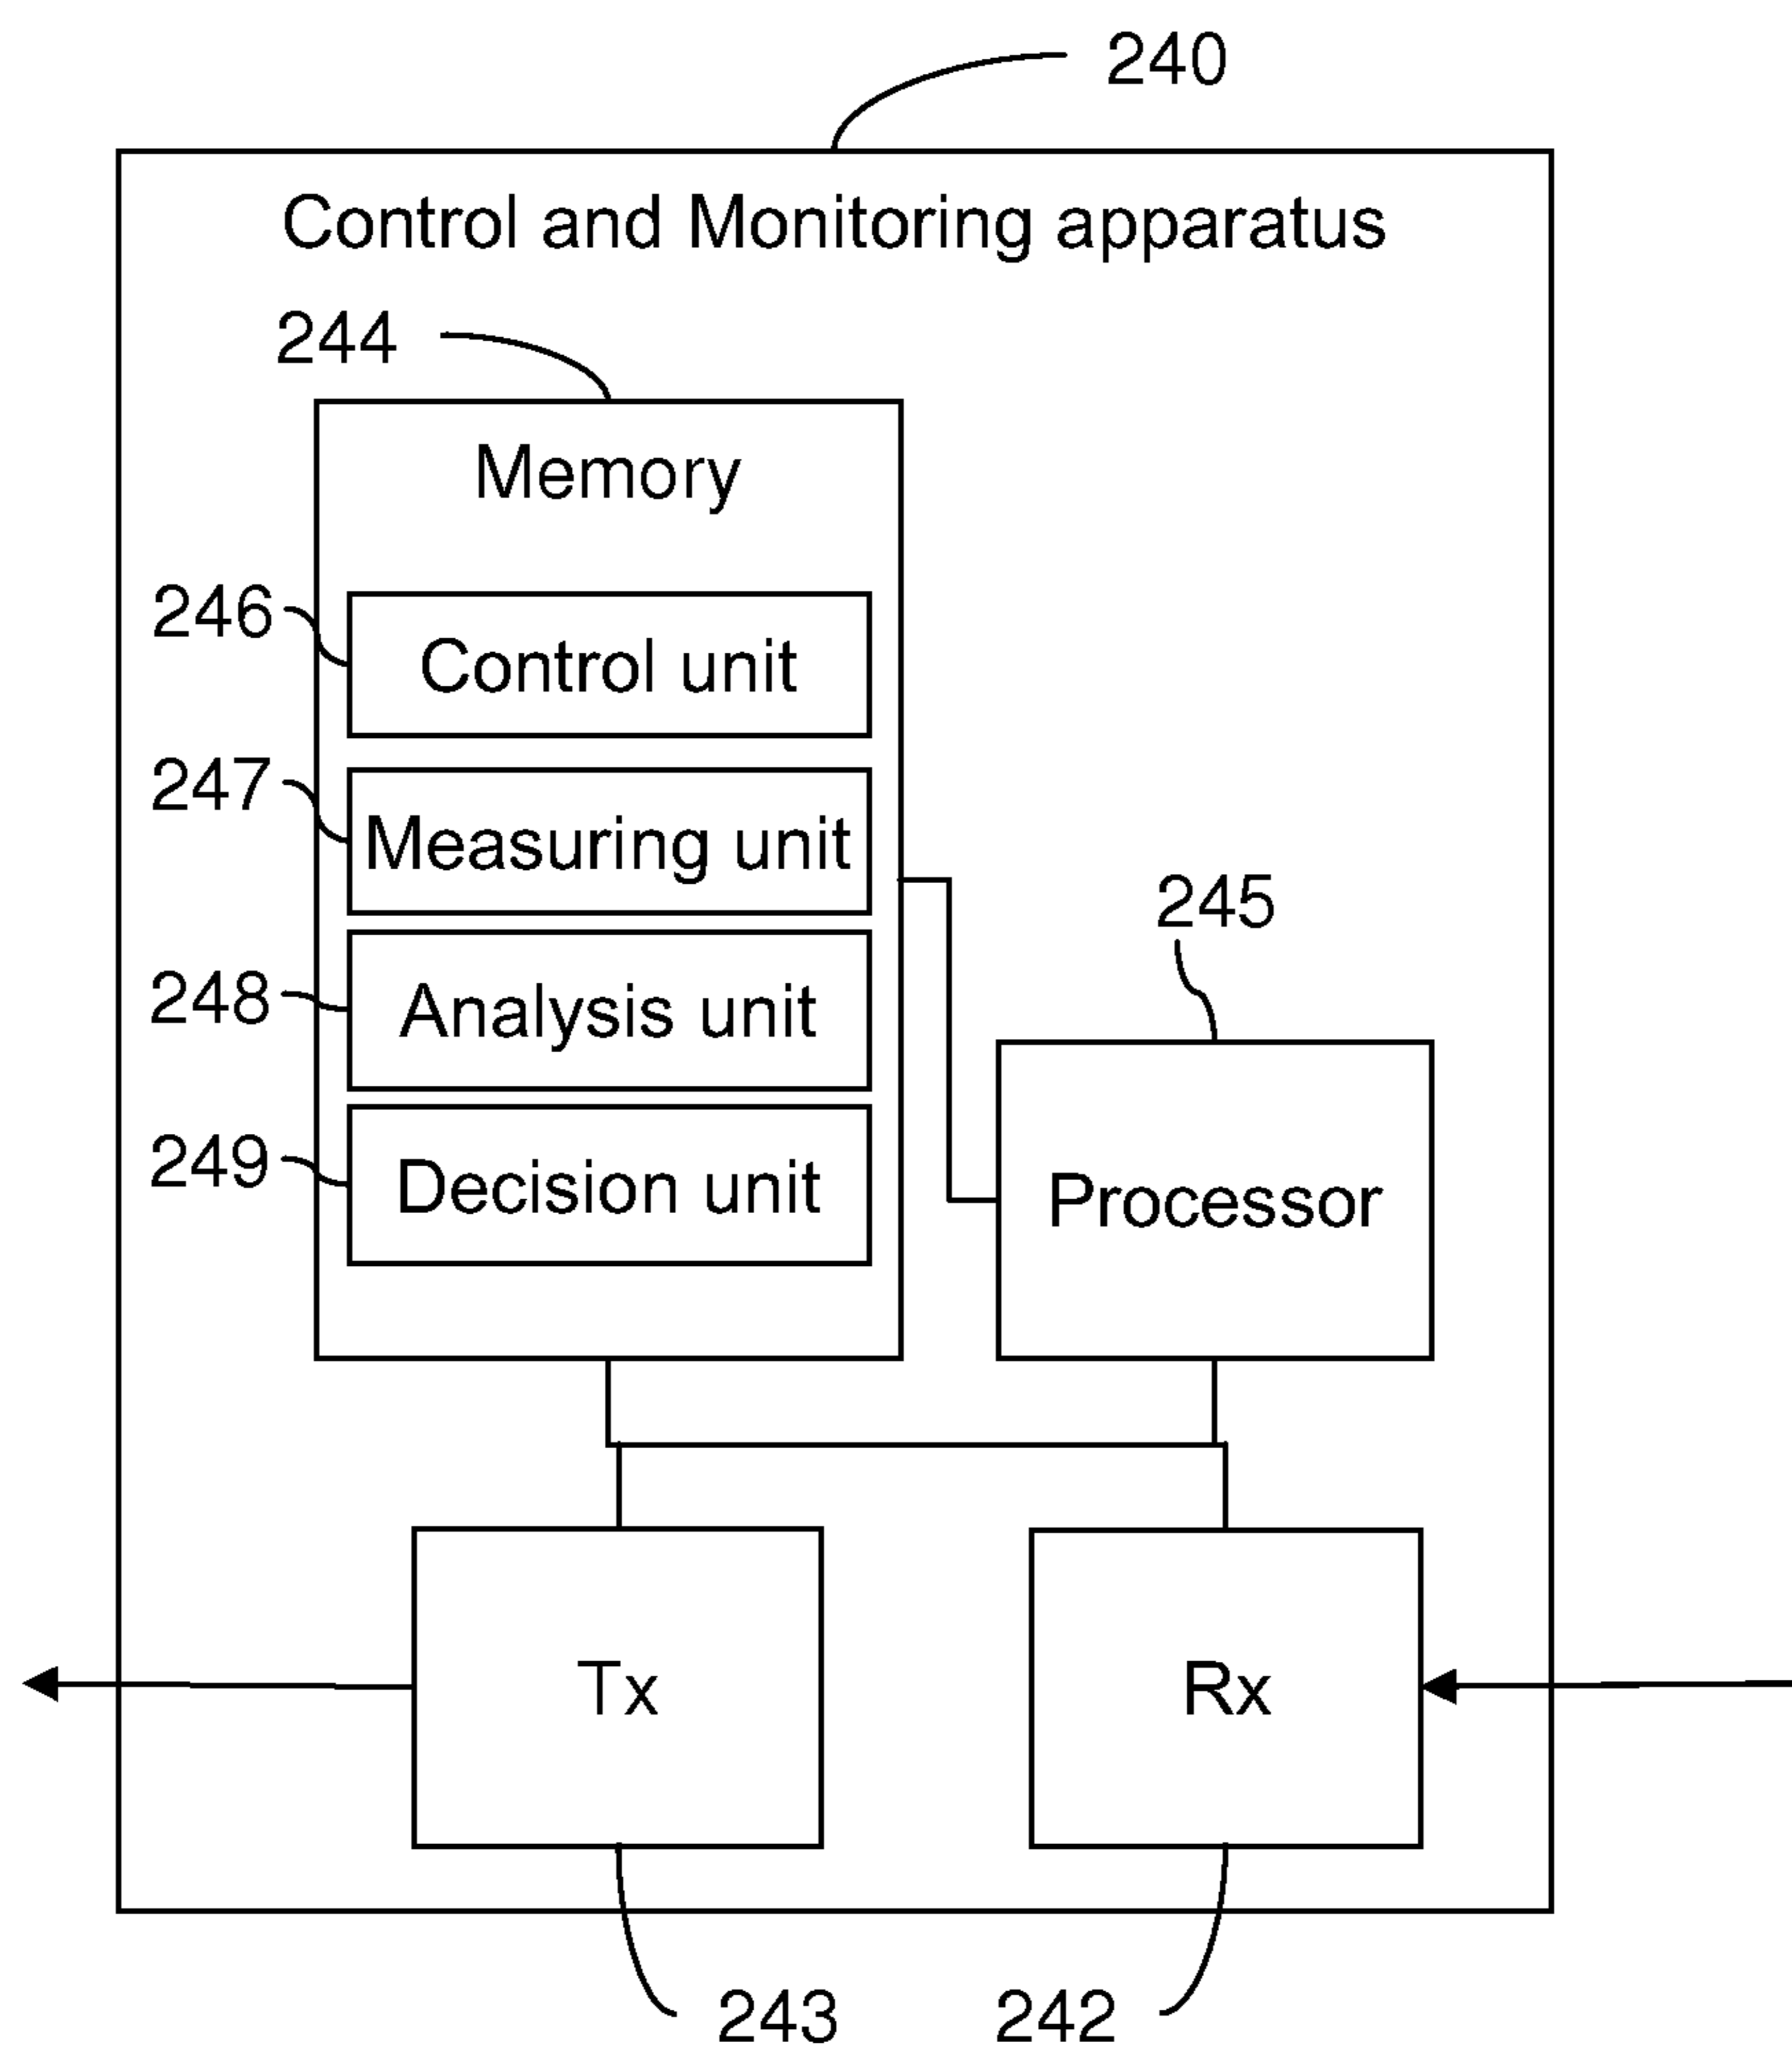 240
Control and Monitoring apparatus
244
Memory
246
Control unit
247
Measuring unit
245
248
Analysis unit
249
Decision unit
Processor
Tx
Rx
243
242